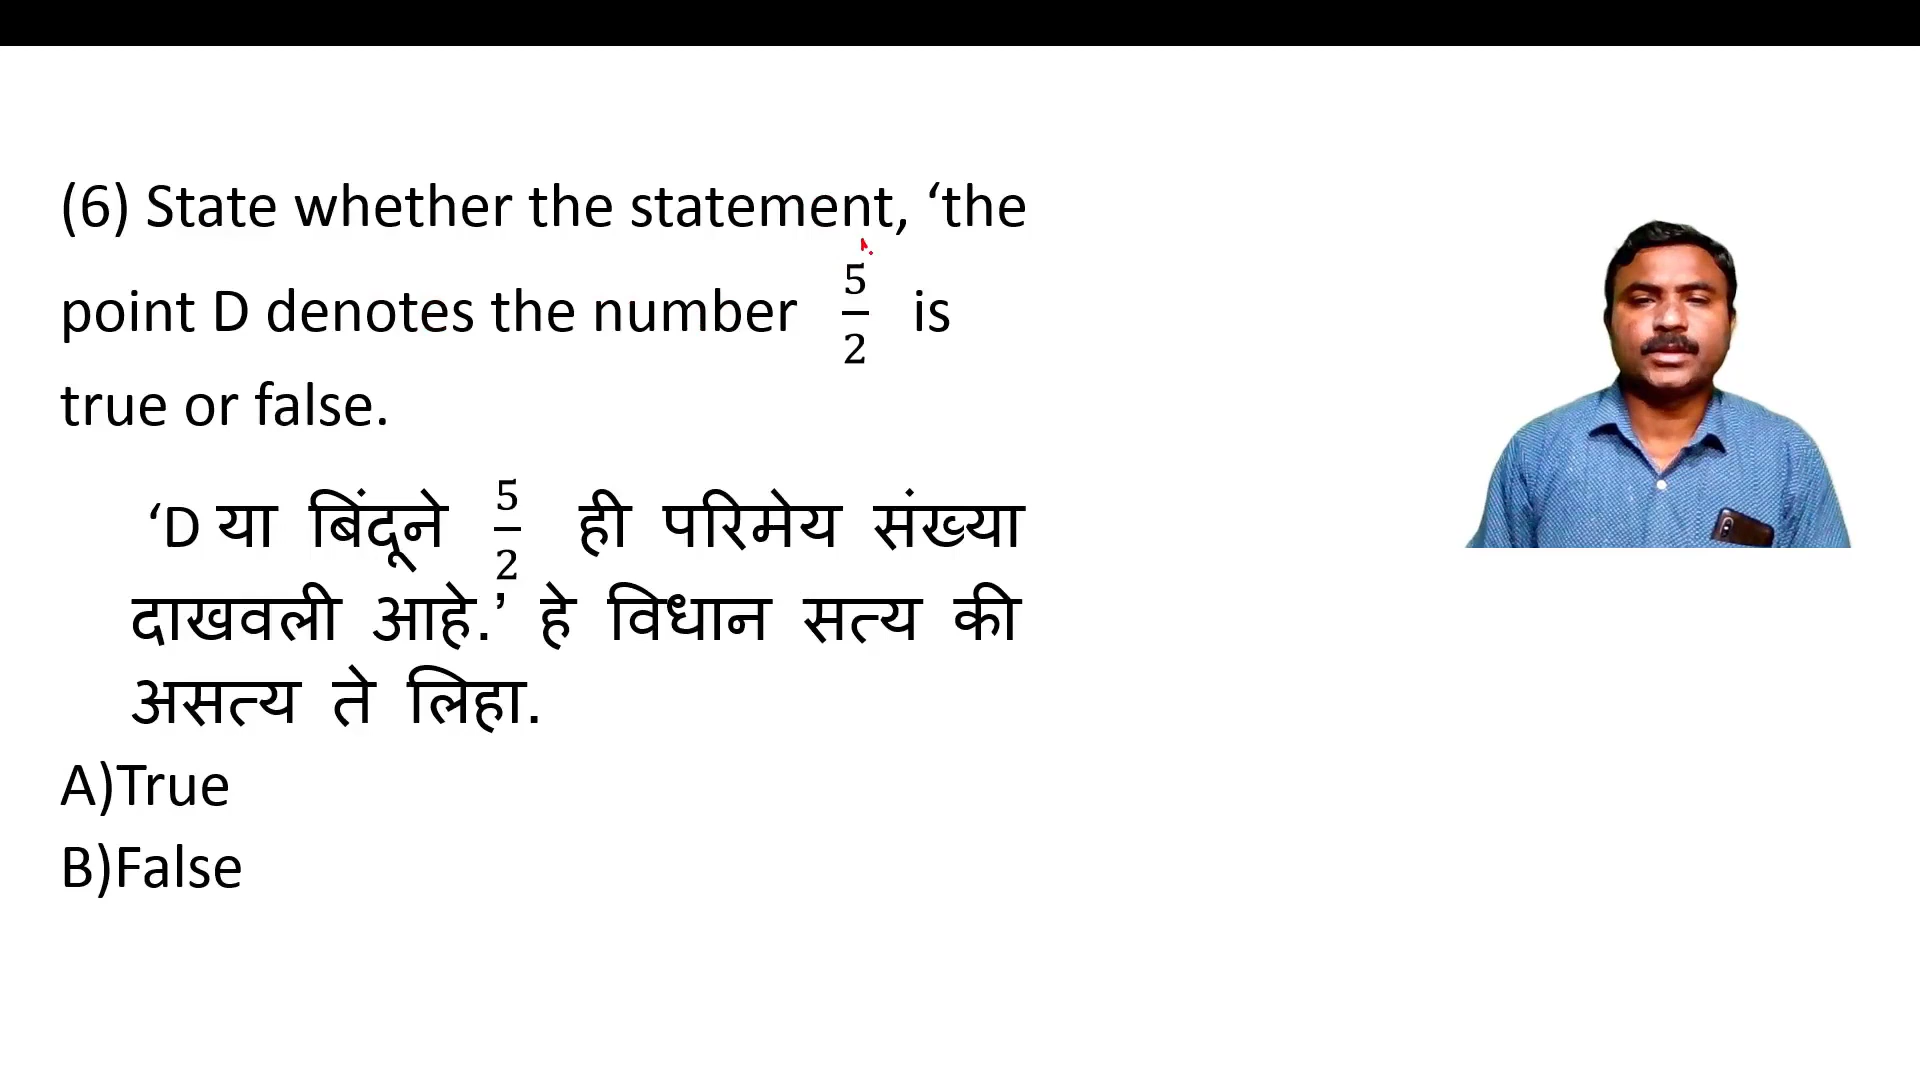 (6) State whether the statement, ‘the
point D denotes the number 5/2 is
true or false.
‘D या बिंदूने 5/2 ही परिमेय संख्या
दाखवली आहे.’ हे विधान सत्य की
असत्य ते लिहा.
A)True
B)False